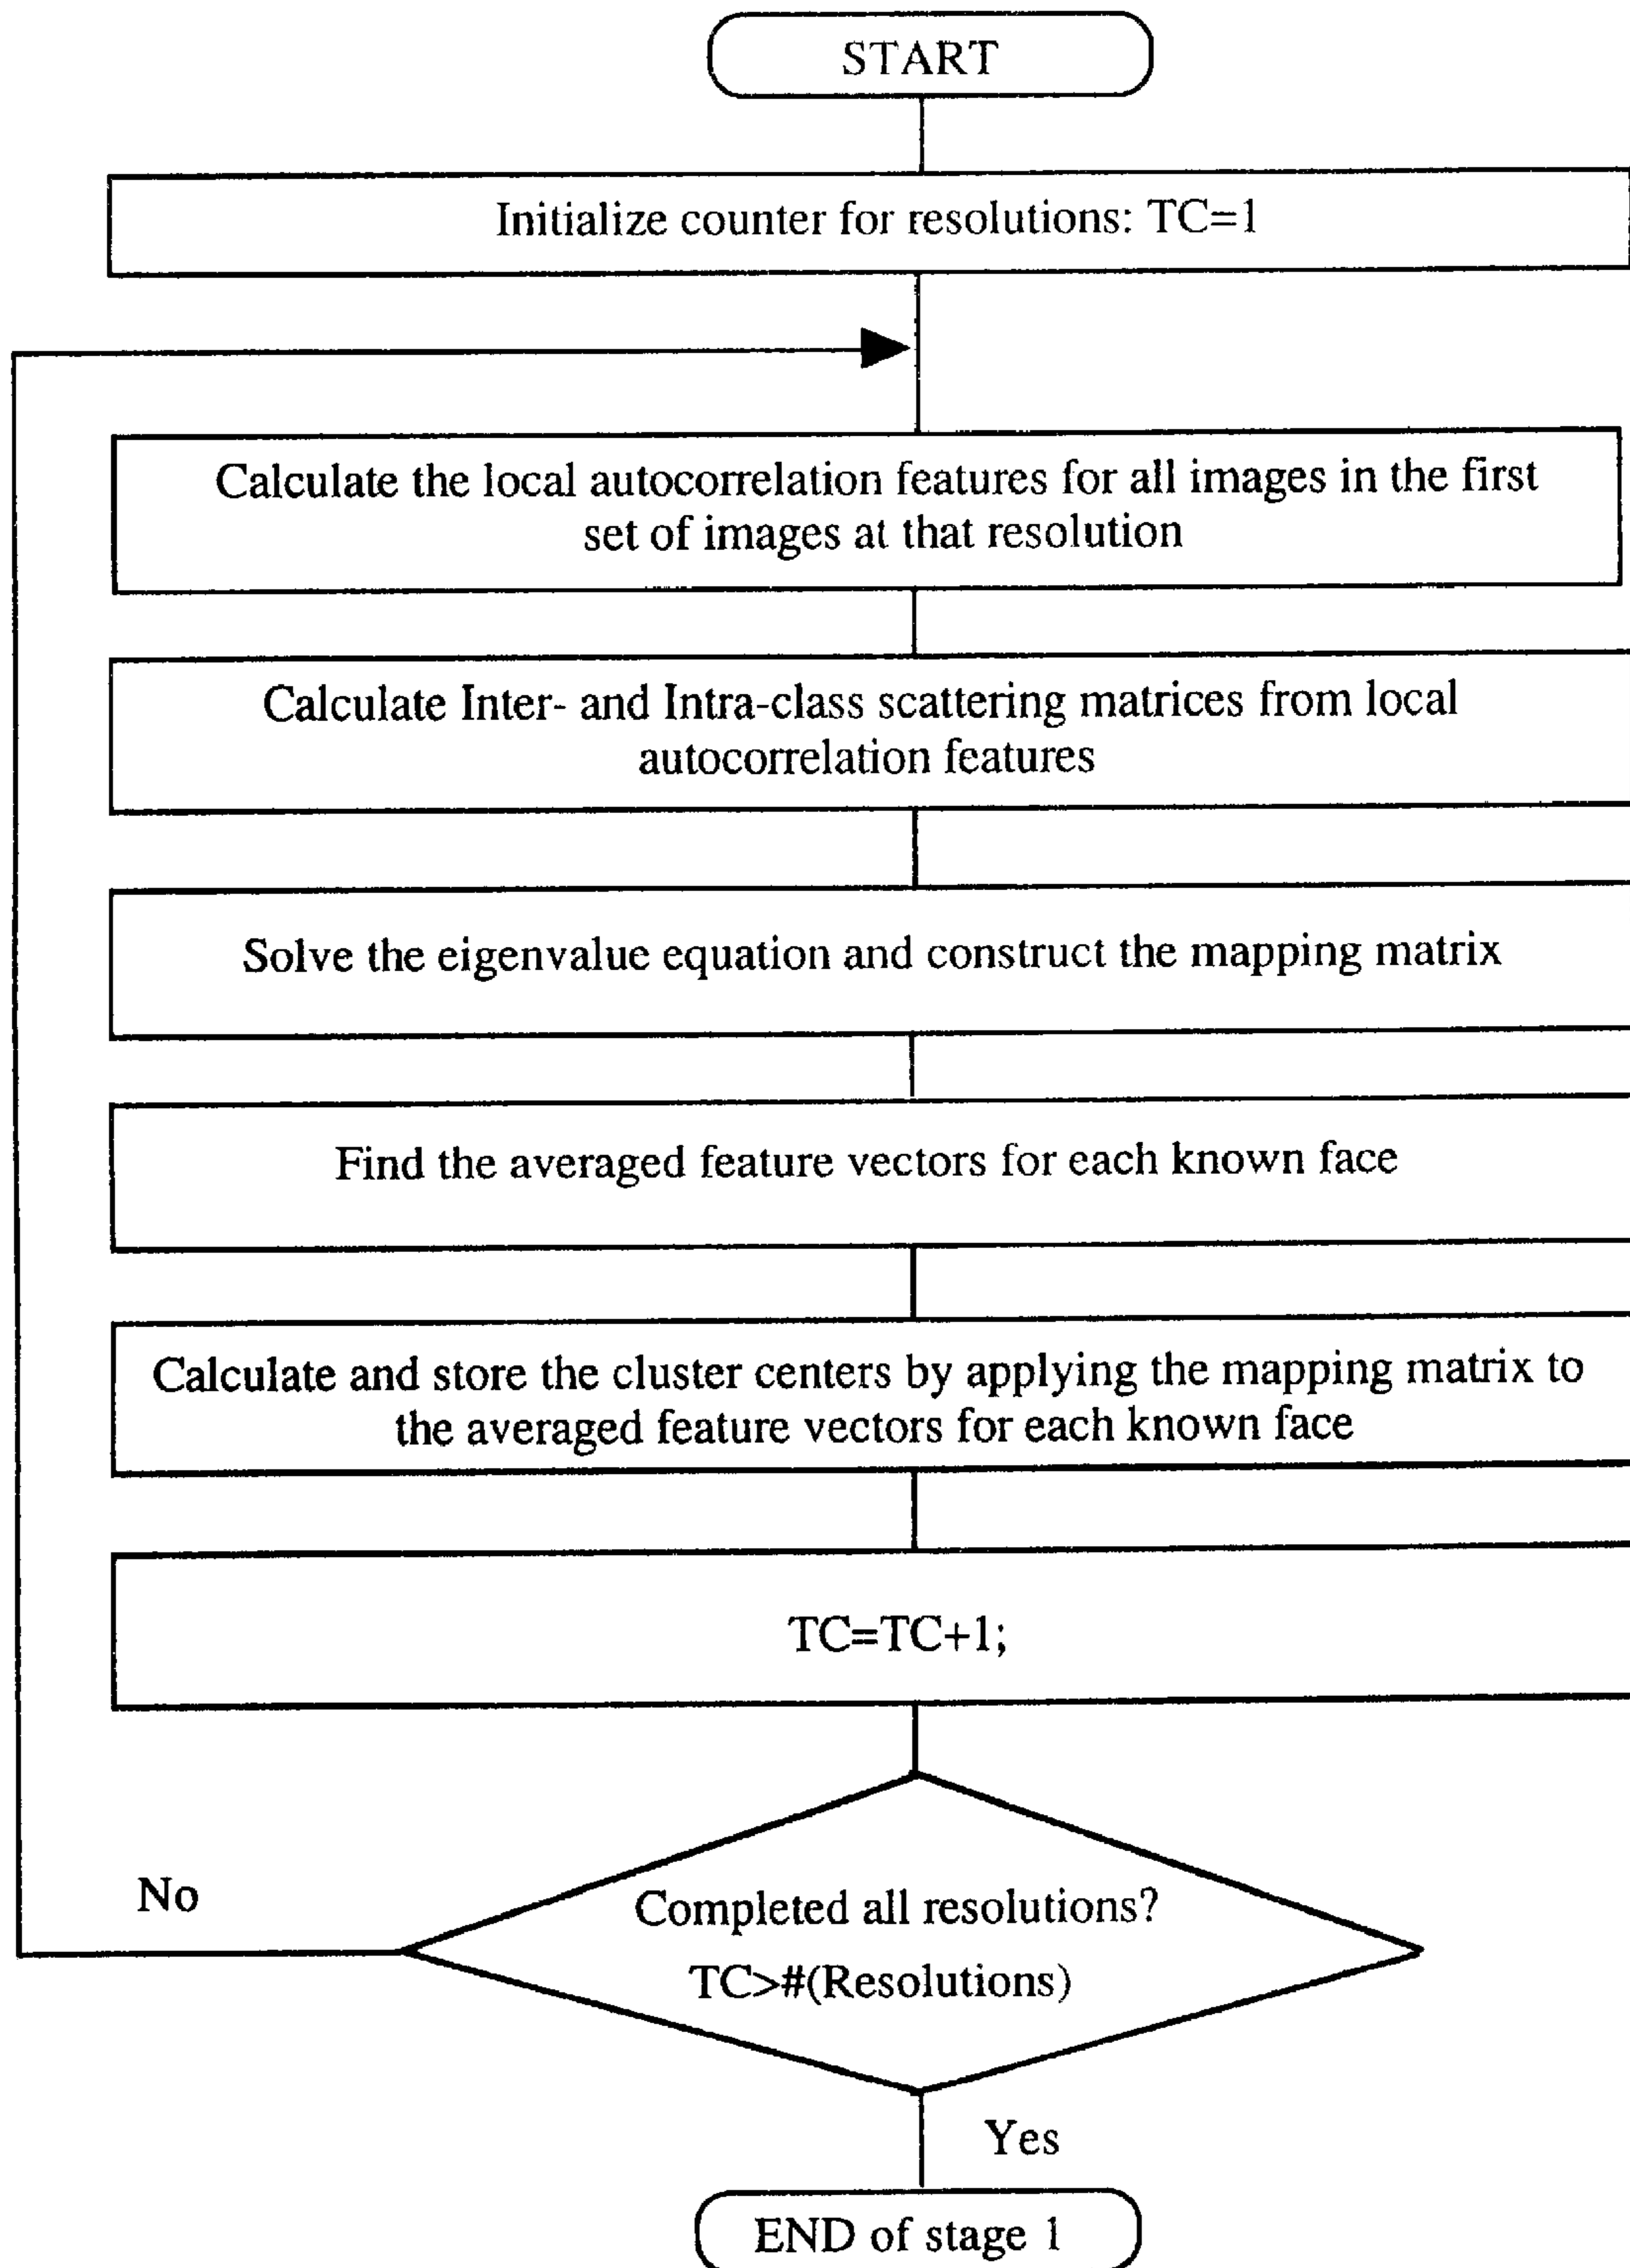 START
Initialize counter for resolutions: TC=1
Calculate the local autocorrelation features for all images in the first
set of images at that resolution
Calculate Inter- and Intra-class scattering matrices from local
autocorrelation features
Solve the eigenvalue equation and construct the mapping matrix
Find the averaged feature vectors for each known face
Calculate and store the cluster centers by applying the mapping matrix to
the averaged feature vectors for each known face
TC=TC+1;
No
Completed all resolutions?
TC>#(Resolutions)
Yes
END of stage 1